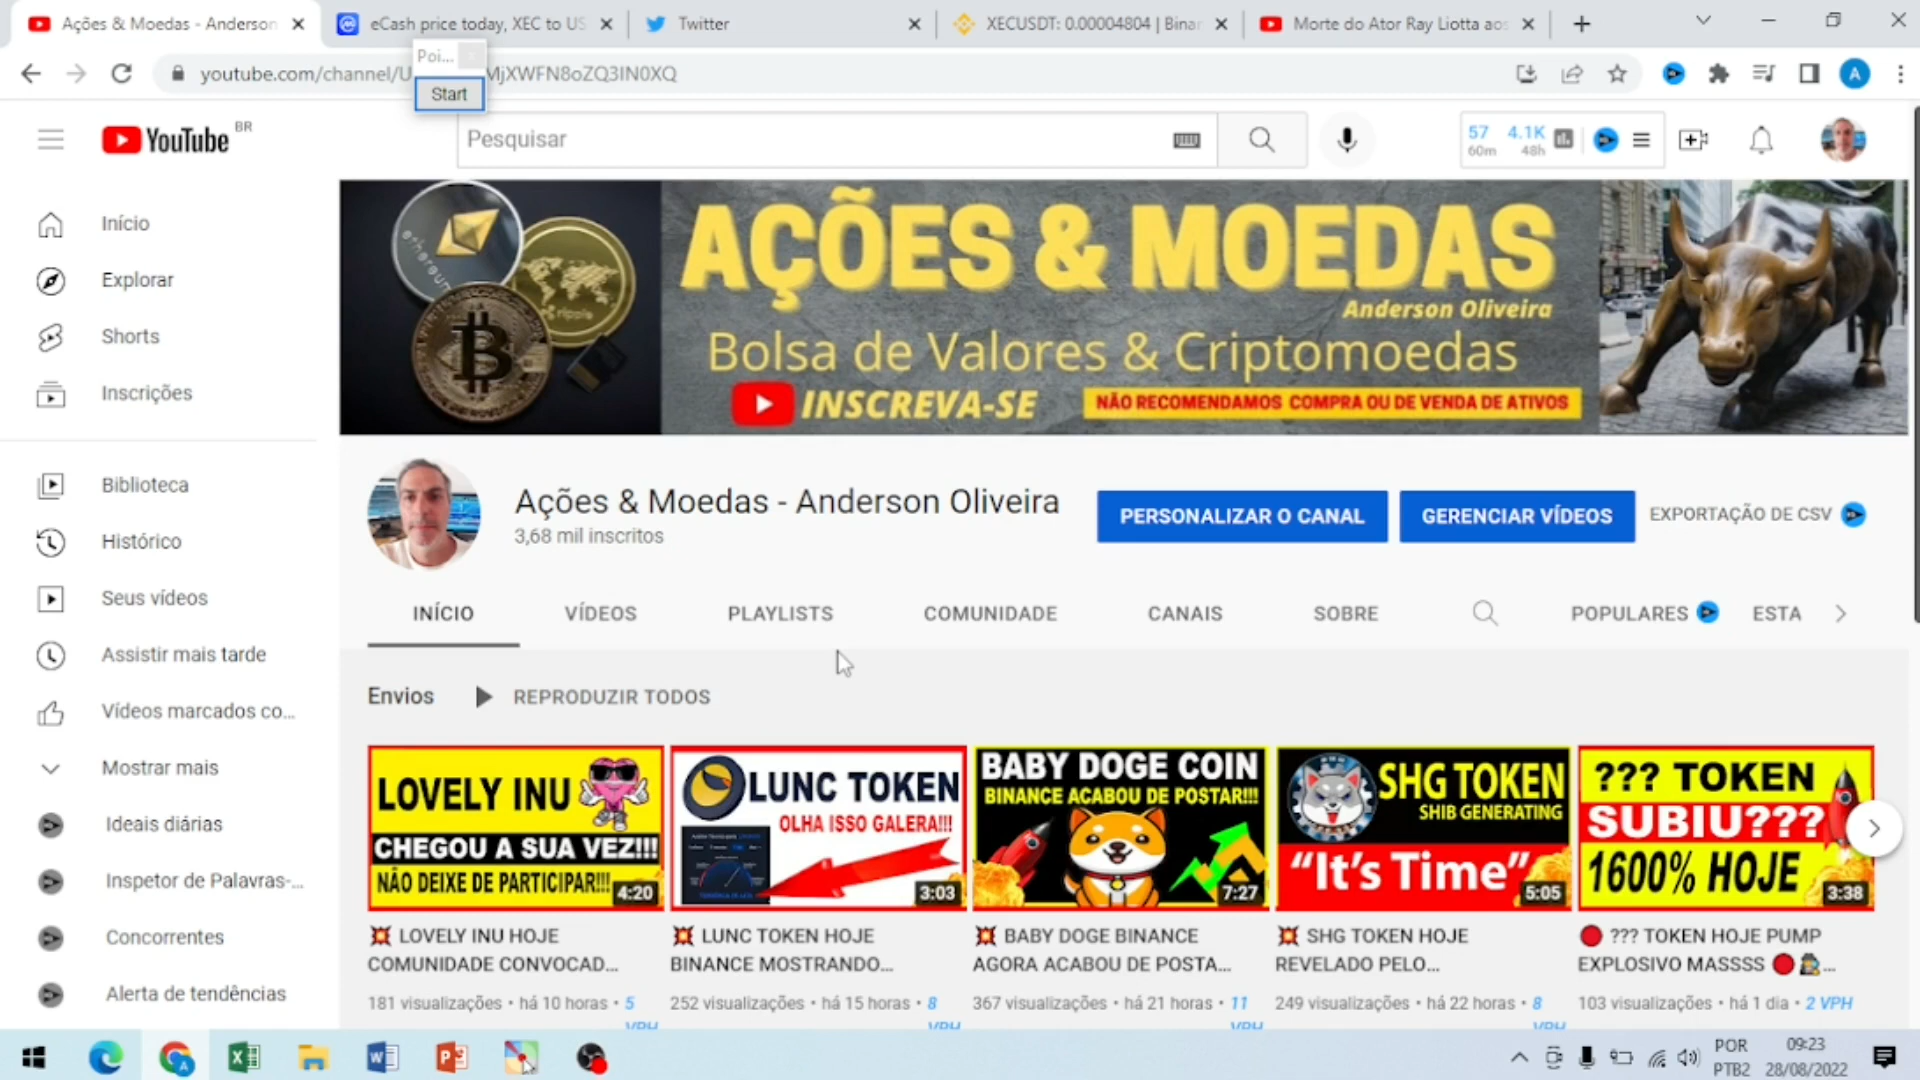 Ações & Moedas - Anderson
eCash price today, XEC to US
Twitter
XECUSDT: 0.00004804 | Binan
Morte do Ator Ray Liotta aos
Poi...
Start
youtube.com/channel/U
MjXWFN8oZQ3IN0XQ
A
YouTube BR
Pesquisar
57 4.1K
60m 48h
Início
Explorar
Shorts
Inscrições
Biblioteca
Histórico
Seus vídeos
Assistir mais tarde
Vídeos marcados co...
Mostrar mais
Ideais diárias
Inspetor de Palavras-...
Concorrentes
Alerta de tendências
AÇÕES & MOEDAS
Anderson Oliveira
Bolsa de Valores & Criptomoedas
INSCREVA-SE
NÃO RECOMENDAMOS COMPRA OU DE VENDA DE ATIVOS
ethereum
ripple
Ações & Moedas - Anderson Oliveira
3,68 mil inscritos
PERSONALIZAR O CANAL
GERENCIAR VÍDEOS
EXPORTAÇÃO DE CSV
INÍCIO VÍDEOS PLAYLISTS COMUNIDADE CANAIS SOBRE POPULARES ESTA
Envios REPRODUZIR TODOS
LOVELY INU
CHEGOU A SUA VEZ!!!
NÃO DEIXE DE PARTICIPAR!!!
4:20
LUNC TOKEN
OLHA ISSO GALERA!!!
3:03
BABY DOGE COIN
BINANCE ACABOU DE POSTAR!!!
7:27
SHG TOKEN
SHIB GENERATING
"It's Time"
5:05
??? TOKEN
SUBIU???
1600% HOJE
3:38
💥 LOVELY INU HOJE
COMUNIDADE CONVOCAD...
181 visualizações • há 10 horas • 5
VPH
💥 LUNC TOKEN HOJE
BINANCE MOSTRANDO...
252 visualizações • há 15 horas • 8
VPH
💥 BABY DOGE BINANCE
AGORA ACABOU DE POSTA...
367 visualizações • há 21 horas • 11
VPH
💥 SHG TOKEN HOJE
REVELADO PELO...
249 visualizações • há 22 horas • 8
VPH
🔴 ??? TOKEN HOJE PUMP
EXPLOSIVO MASSSS 🔴 🕵...
103 visualizações • há 1 dia • 2 VPH
POR
PTB2
09:23
28/08/2022